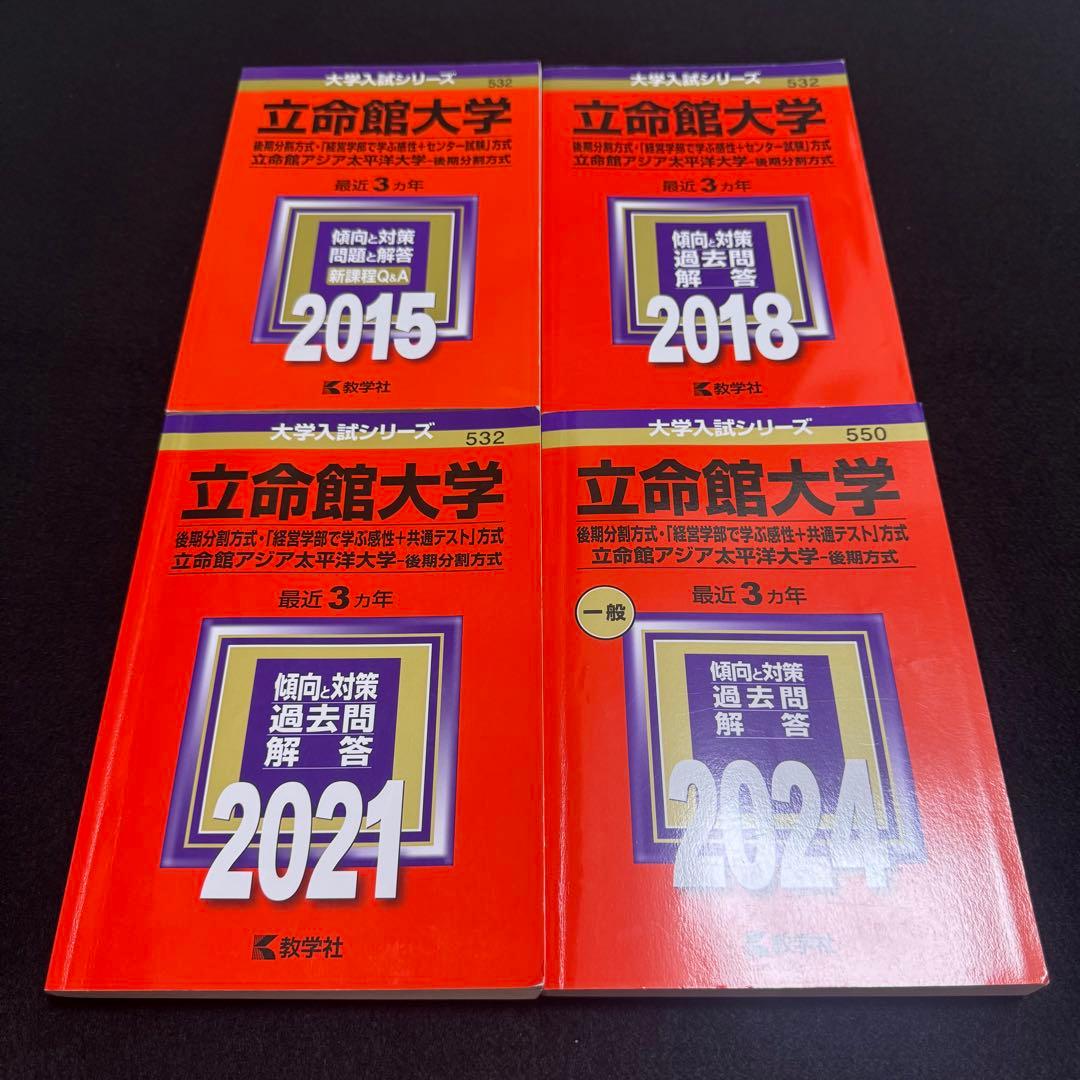 大学入試シリーズ
532
立命館大学
後期分割方式・「経営学部で学ぶ感性+センター試験」方式
立命館アジア太平洋大学-後期分割方式
最近3カ年
傾向と対策
問題と解答
新課程Q&A
2015
教学社
大学入試シリーズ
532
立命館大学
後期分割方式・「経営学部で学ぶ感性+センター試験」方式
立命館アジア太平洋大学-後期分割方式
最近3カ年
傾向と対策
過去問
解答
2018
教学社
大学入試シリーズ
532
立命館大学
後期分割方式・「経営学部で学ぶ感性+共通テスト」方式
立命館アジア太平洋大学-後期分割方式
最近3カ年
傾向と対策
過去問
解答
2021
教学社
大学入試シリーズ
550
立命館大学
後期分割方式・「経営学部で学ぶ感性+共通テスト」方式
立命館アジア太平洋大学-後期方式
最近3カ年
一般
傾向と対策
過去問
解答
2024
教学社